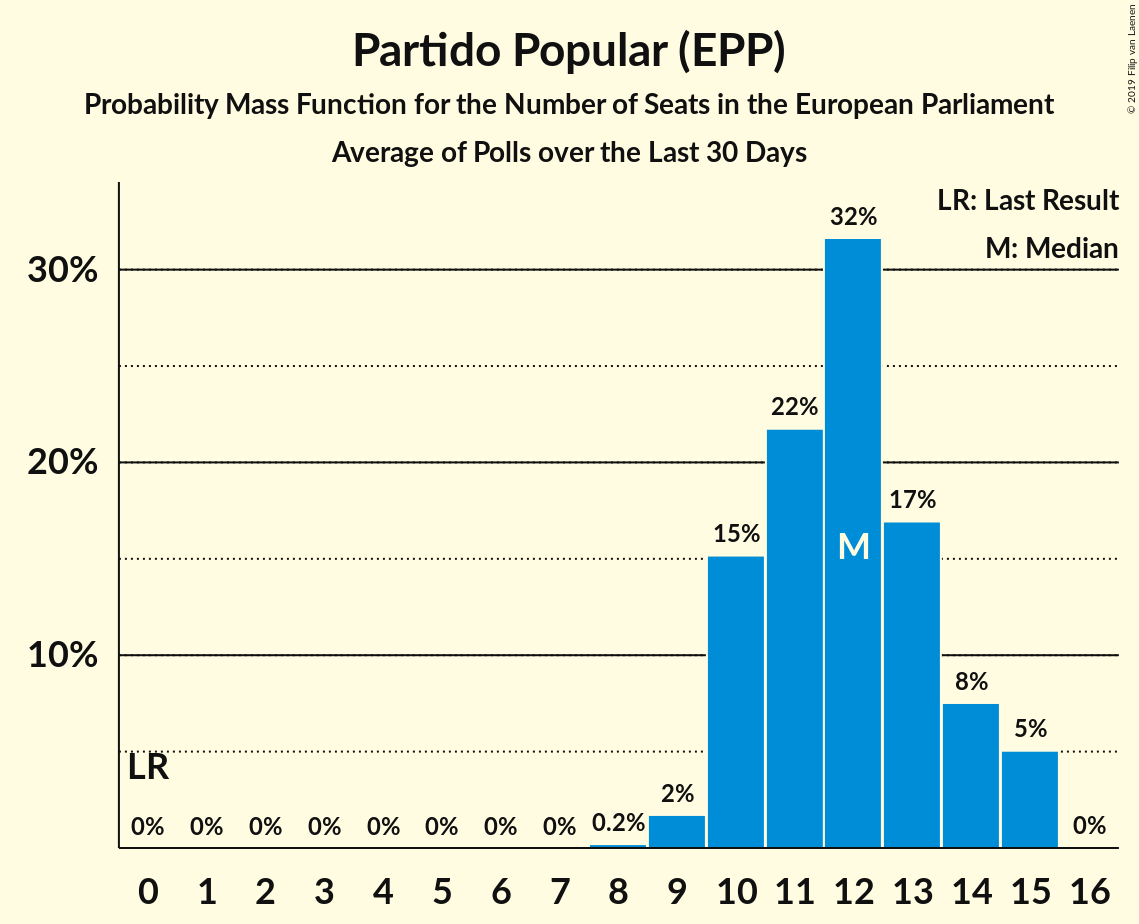 Partido Popular (EPP)
Probability Mass Function for the Number of Seats in the European Parliament
Average of Polls over the Last 30 Days
© 2019 Filip van Laenen
LR: Last Result
M: Median
30%
20%
10%
32%
22%
17%
15%
M
8%
5%
LR
2%
0% 0% 0% 0% 0% 0% 0% 0% 0.2% 0%
0 1 2 3 4 5 6 7 8 9 10 11 12 13 14 15 16